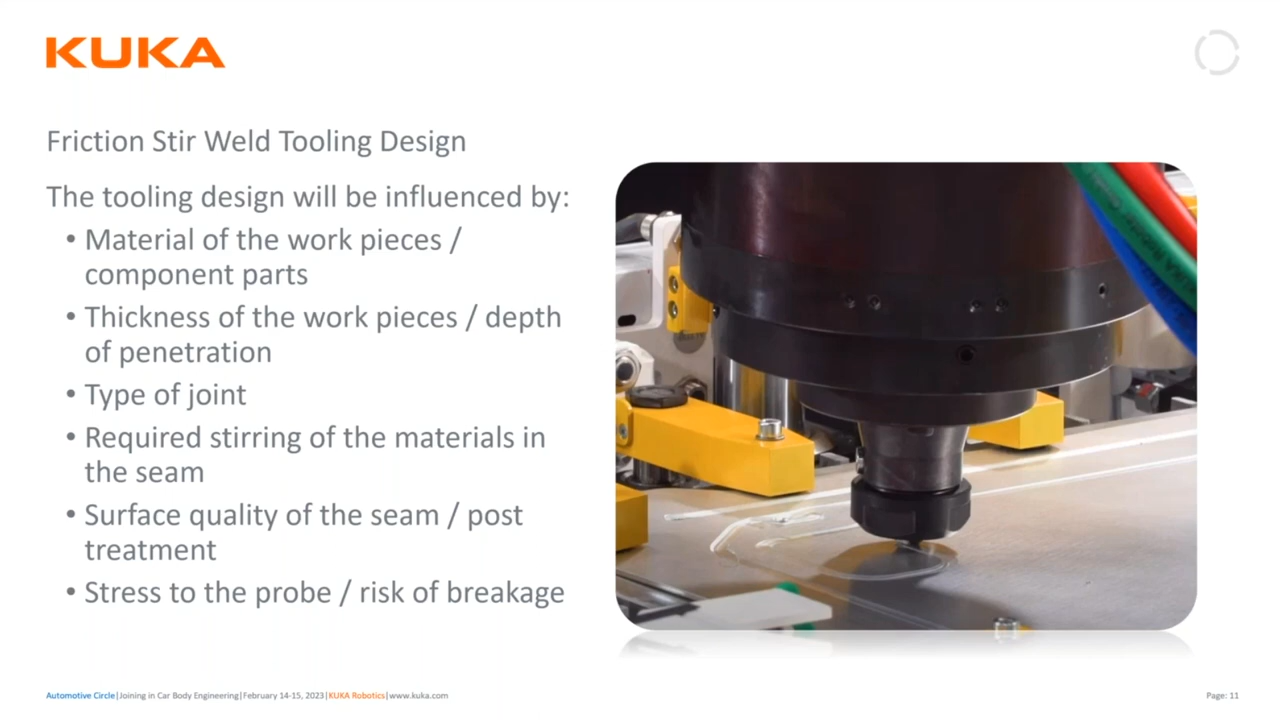 KUKA
Friction Stir Weld Tooling Design
The tooling design will be influenced by:
• Material of the work pieces /
component parts
• Thickness of the work pieces / depth
of penetration
• Type of joint
• Required stirring of the materials in
the seam
• Surface quality of the seam / post
treatment
• Stress to the probe / risk of breakage
Automotive Circle|Joining in Car Body Engineering|February 14-15, 2023|KUKA Robotics|www.kuka.com
Page: 11